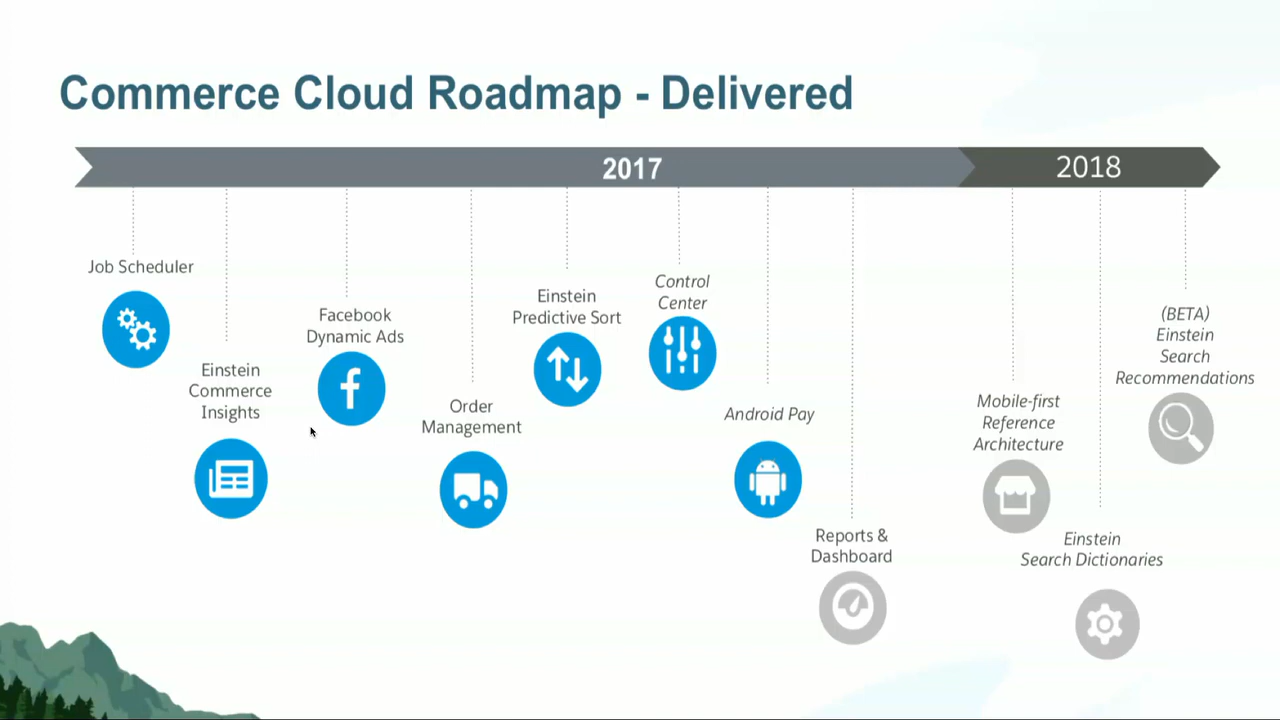 Commerce Cloud Roadmap - Delivered
2017
2018
Job Scheduler
Einstein
Commerce
Insights
Facebook
Dynamic Ads
Order
Management
Einstein
Predictive Sort
Control
Center
Android Pay
Reports &
Dashboard
Mobile-first
Reference
Architecture
Einstein
Search Dictionaries
(BETA)
Einstein
Search
Recommendations